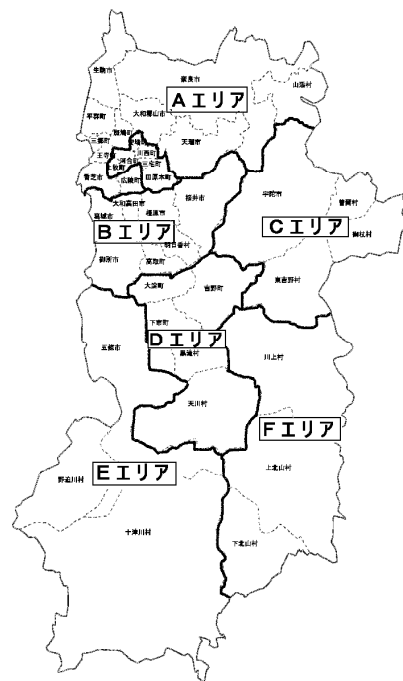 生駒市
奈良市
山添村
Aエリア
平群町
大和郡山市
斑鳩町
安堵町
天理市
三郷町
川西町
王寺町
河合町
三宅町
上牧町
香芝市
広陵町
田原本町
大和高田市
葛城市
橿原市
桜井市
宇陀市
曽爾村
Bエリア
Cエリア
御杖村
明日香村
御所市
高取町
大淀町
吉野町
東吉野村
下市町
五條市
Dエリア
黒滝村
川上村
天川村
Fエリア
Eエリア
上北山村
野迫川村
十津川村
下北山村